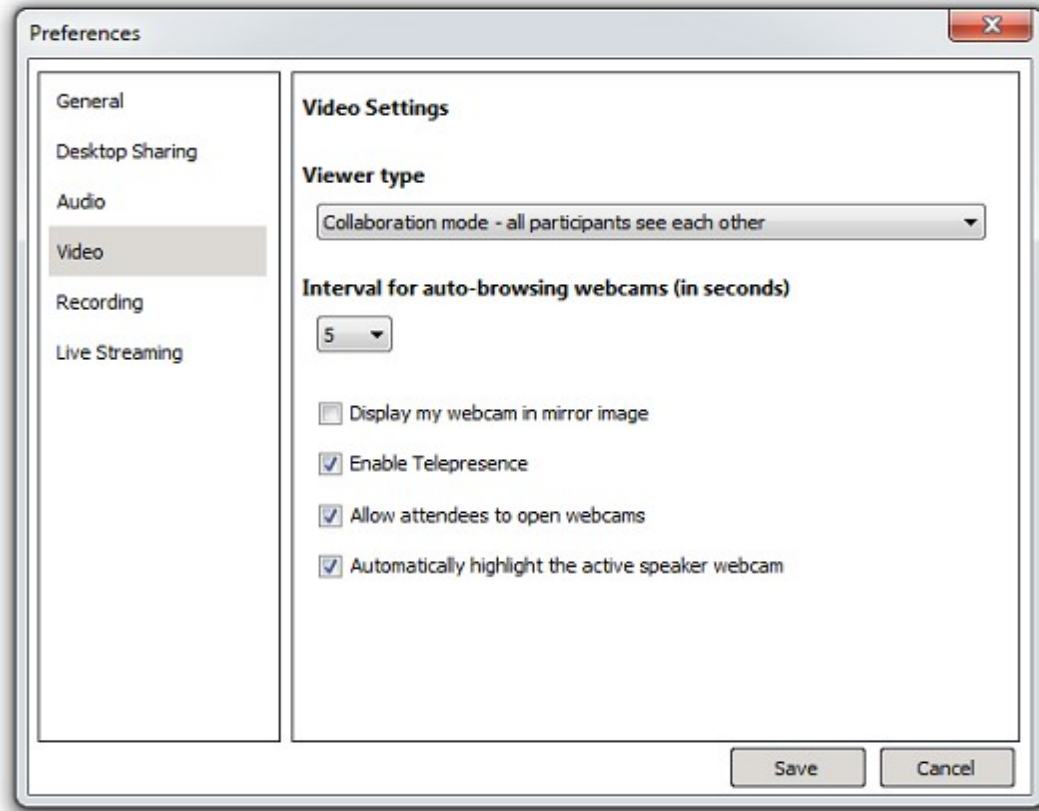 Preferences
General
Desktop Sharing
Audio
Video
Recording
Live Streaming
Video Settings
Viewer type
Collaboration mode - all participants see each other
Interval for auto-browsing webcams (in seconds)
5
Display my webcam in mirror image
Enable Telepresence
Allow attendees to open webcams
Automatically highlight the active speaker webcam
Save
Cancel